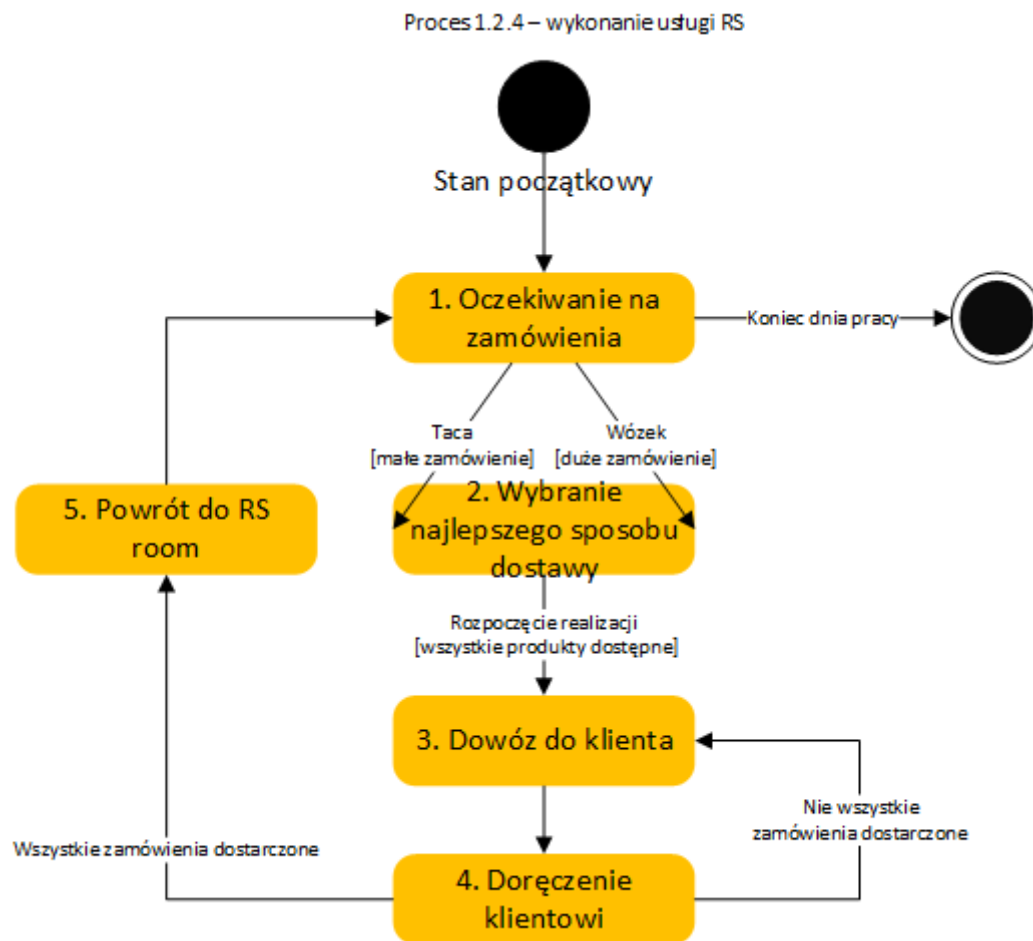 Proces 1.2.4 – wykonanie usługi RS
Stan początkowy
1. Oczekiwanie na
zamówienia
Koniec dnia pracy
Taca
[małe zamówienie]
Wózek
[duże zamówienie]
5. Powrót do RS
room
2. Wybranie
najlepszego sposobu
dostawy
Rozpoczęcie realizacji
[wszystkie produkty dostępne]
3. Dowóz do klienta
Nie wszystkie
zamówienia dostarczone
Wszystkie zamówienia dostarczone
4. Doręczenie
klientowi